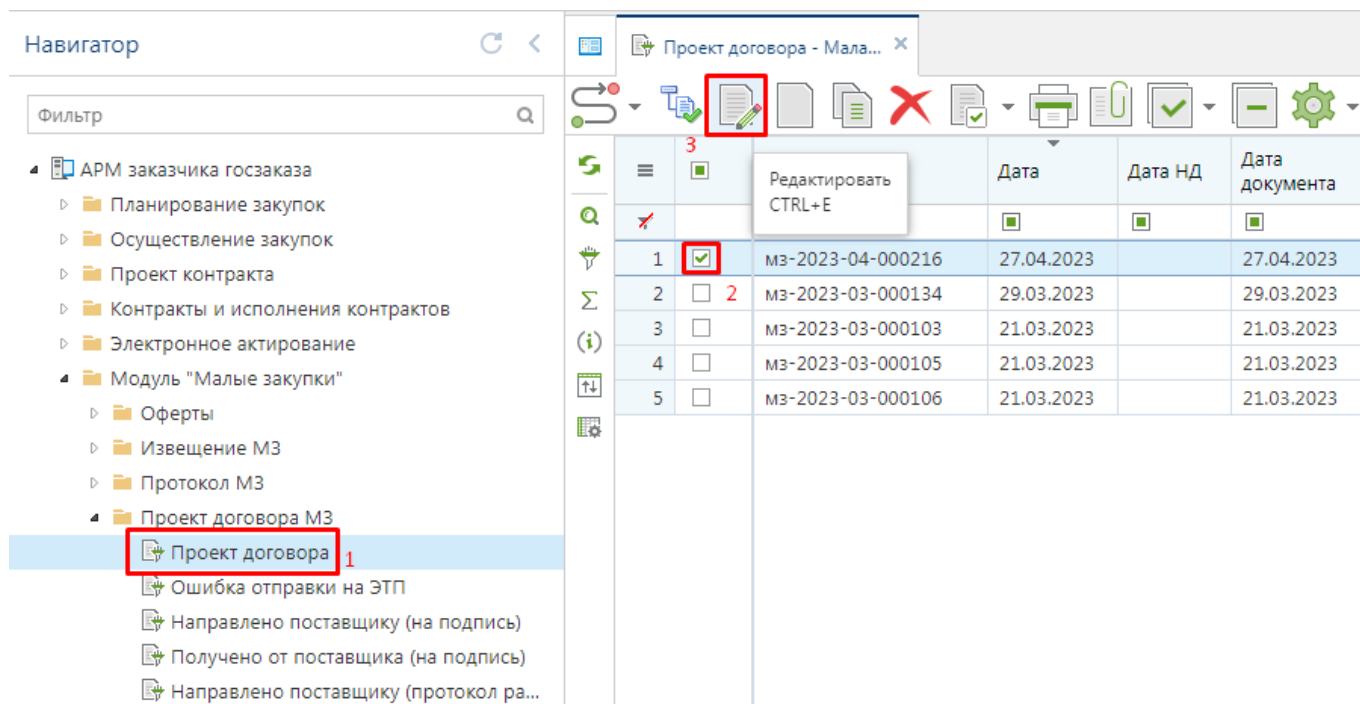 Навигатор
Фильтр
АРМ заказчика госзаказа
Планирование закупок
Осуществление закупок
Проект контракта
Контракты и исполнения контрактов
Электронное актирование
Модуль "Малые закупки"
Оферты
Извещение МЗ
Протокол МЗ
Проект договора МЗ
Проект договора 1
Ошибка отправки на ЭТП
Направлено поставщику (на подпись)
Получено от поставщика (на подпись)
Направлено поставщику (протокол ра...
Проект договора - Мала...
3
Редактировать
CTRL+E
Дата Дата НД Дата документа
1 мз-2023-04-000216 27.04.2023 27.04.2023
2 2 мз-2023-03-000134 29.03.2023 29.03.2023
3 мз-2023-03-000103 21.03.2023 21.03.2023
4 мз-2023-03-000105 21.03.2023 21.03.2023
5 мз-2023-03-000106 21.03.2023 21.03.2023